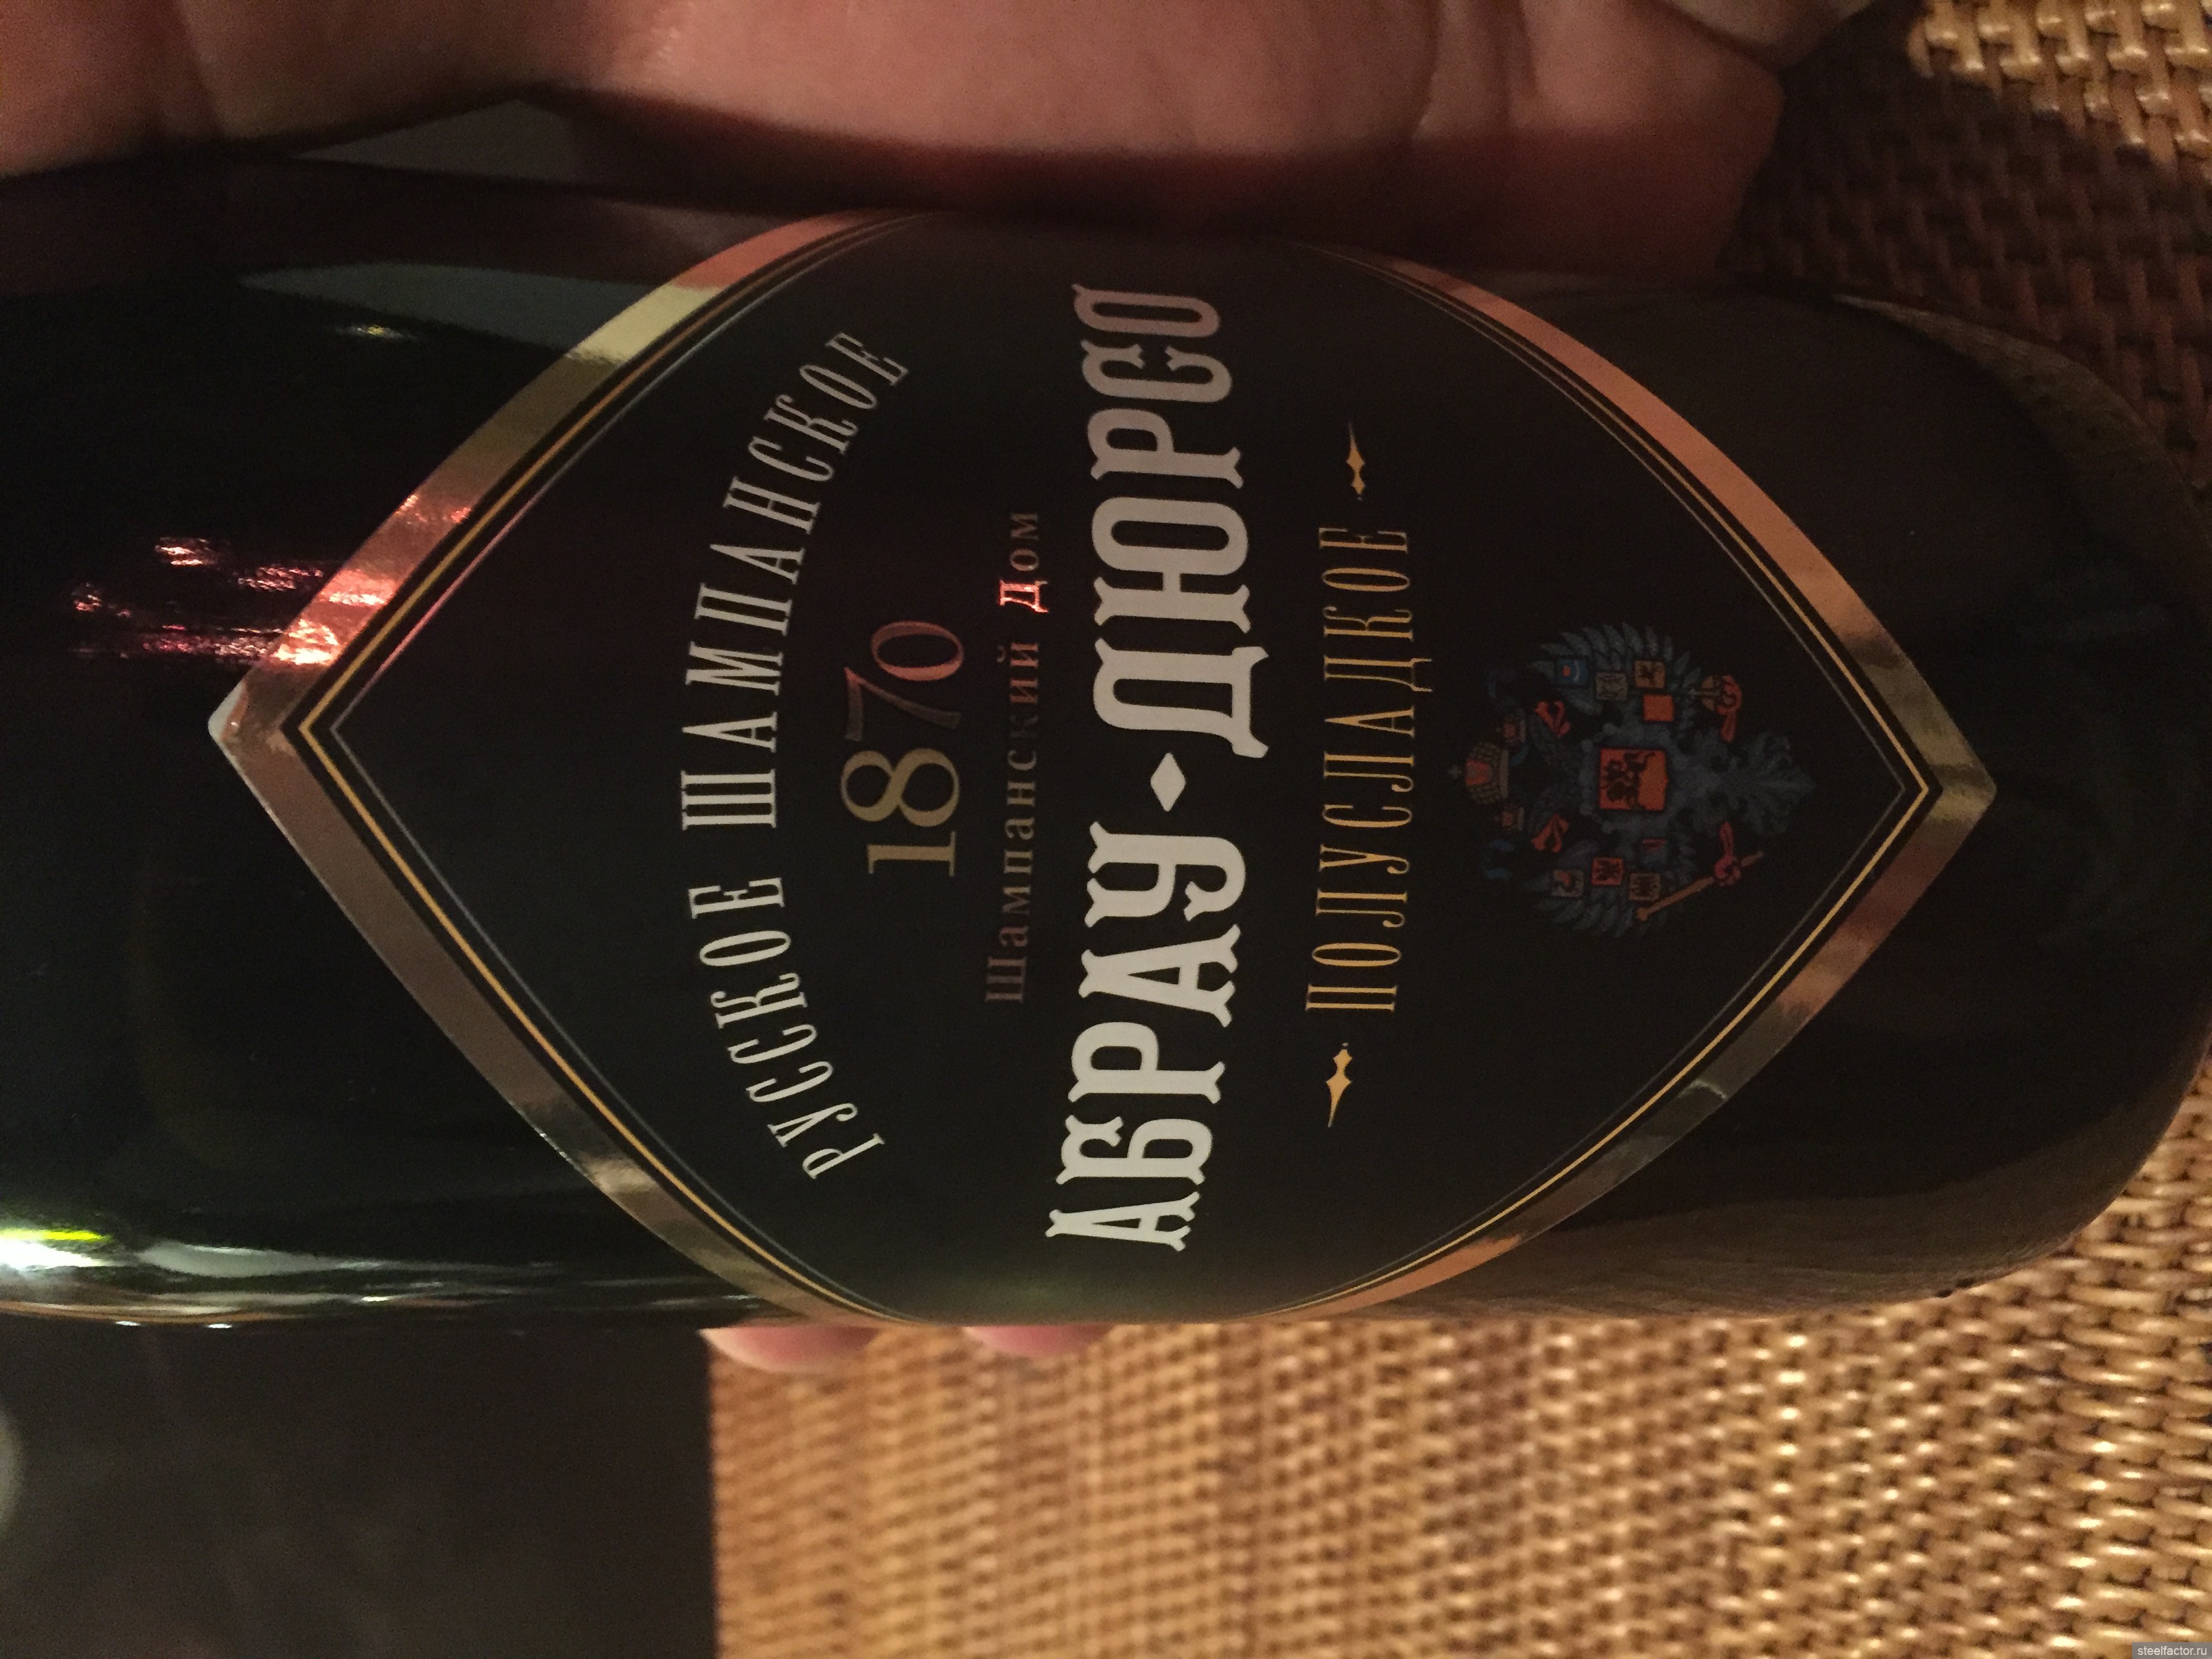 РУССКОЕ ШАМПАНСКОЕ
1870
Шампанский Дом
АБРАУ ДЮРСО
ПОЛУСЛАДКОЕ
steelfactor.ru